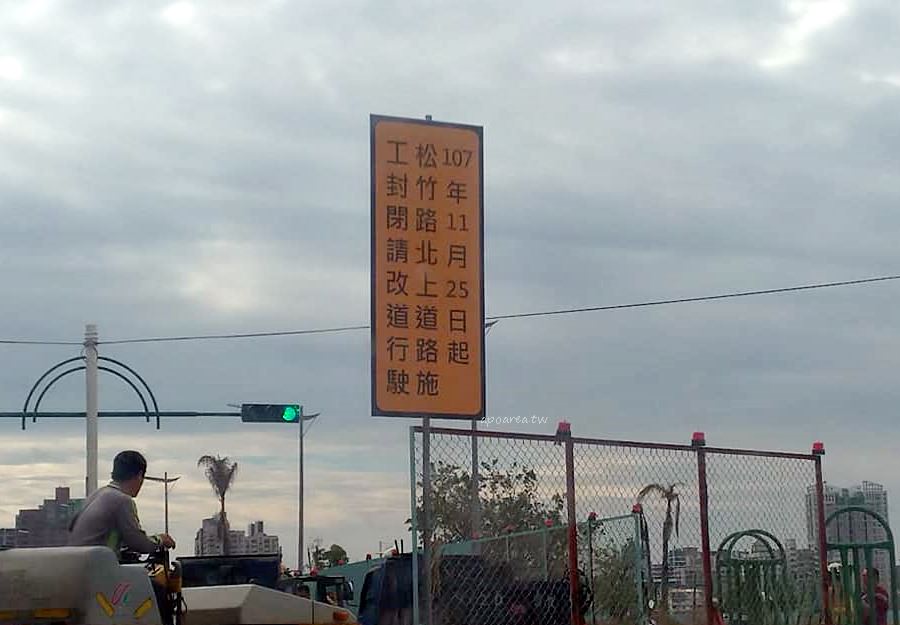 107年11月25日起
松竹路北上道路施
工封閉請改道行駛
apoarea.tw